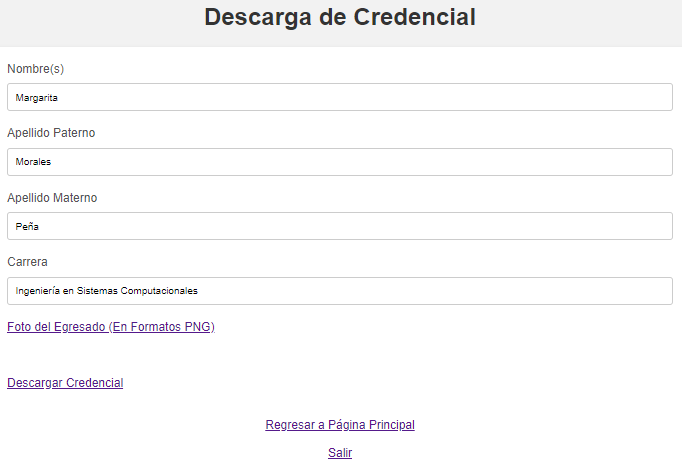 Descarga de Credencial
Nombre(s)
Margarita
Apellido Paterno
Morales
Apellido Materno
Peña
Carrera
Ingeniería en Sistemas Computacionales
Foto del Egresado (En Formatos PNG)
Descargar Credencial
Regresar a Página Principal
Salir